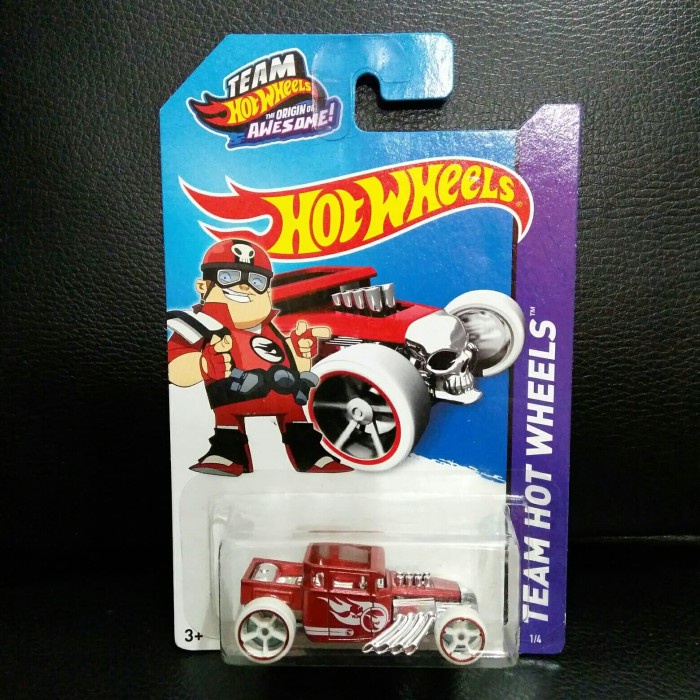 TEAM
HOT WHEELS
THE ORIGIN OF
AWESOME!
HOT WHEELS
TEAM HOT WHEELS™
3+
1/4